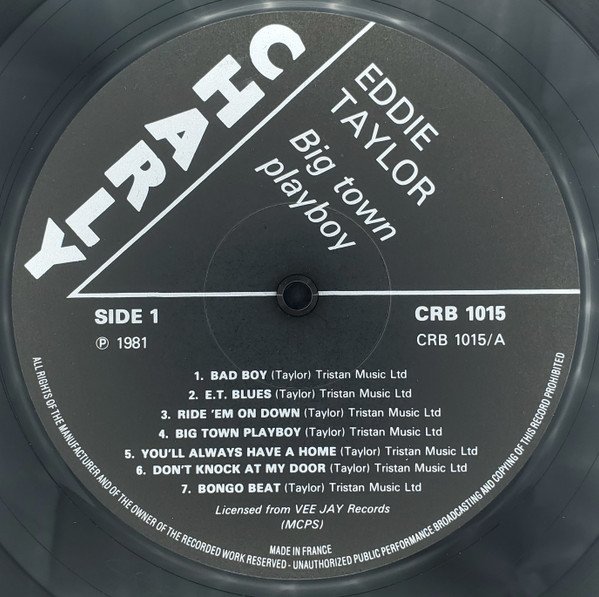 CHARLY
EDDIE
TAYLOR
Big town
playboy
SIDE 1
℗ 1981
CRB 1015
CRB 1015/A
1. BAD BOY (Taylor) Tristan Music Ltd
2. E.T. BLUES (Taylor) Tristan Music Ltd
3. RIDE 'EM ON DOWN (Taylor) Tristan Music Ltd
4. BIG TOWN PLAYBOY (Taylor) Tristan Music Ltd
5. YOU'LL ALWAYS HAVE A HOME (Taylor) Tristan Music Ltd
6. DON'T KNOCK AT MY DOOR (Taylor) Tristan Music Ltd
7. BONGO BEAT (Taylor) Tristan Music Ltd
Licensed from VEE JAY Records
(MCPS)
MADE IN FRANCE
ALL RIGHTS OF THE MANUFACTURER AND OF THE OWNER OF THE RECORDED WORK RESERVED - UNAUTHORIZED PUBLIC PERFORMANCE BROADCASTING AND COPYING OF THIS RECORD PROHIBITED